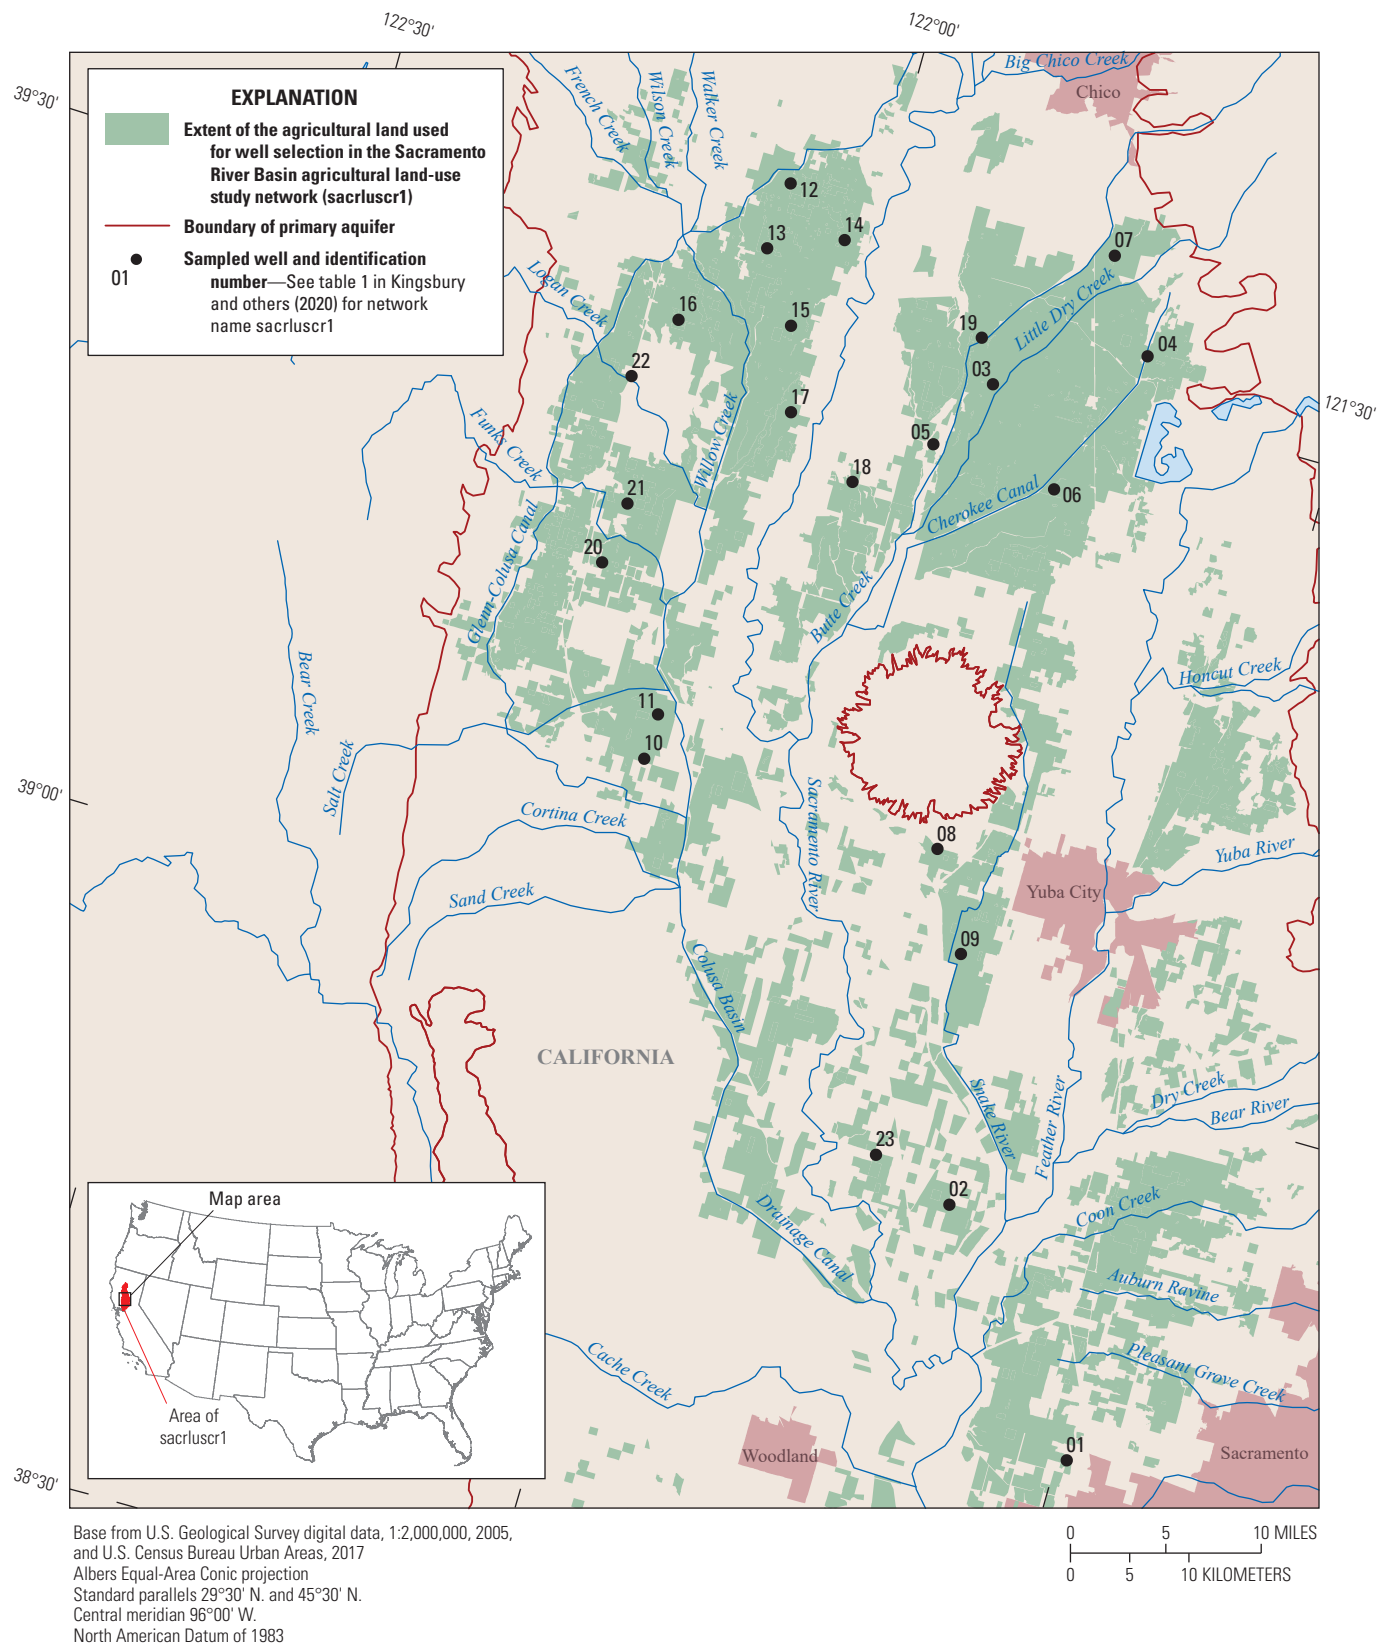 122°30'
122°00'
39°30'
EXPLANATION
Extent of the agricultural land used
for well selection in the Sacramento
River Basin agricultural land-use
study network (sacrluscr1)
Boundary of primary aquifer
Sampled well and identification
number—See table 1 in Kingsbury
and others (2020) for network
name sacrluscr1
01
French Creek
Wilson Creek
Walker Creek
Big Chico Creek
Chico
12
13
14
07
Logan Creek
16
15
19
Little Dry Creek
04
22
03
121°30'
17
Funks Creek
Willow Creek
05
18
21
Cherokee Canal
06
Glenn-Colusa Canal
20
Butte Creek
Bear Creek
Honcut Creek
11
10
39°00'
Salt Creek
Cortina Creek
Sacramento River
08
Yuba River
Sand Creek
Yuba City
09
Colusa Basin
CALIFORNIA
Snake River
Feather River
Dry Creek
Bear River
23
02
Drainage Canal
Coon Creek
Auburn Ravine
Map area
Area of
sacrluscr1
Cache Creek
Pleasant Grove Creek
Woodland
01
Sacramento
38°30'
Base from U.S. Geological Survey digital data, 1:2,000,000, 2005,
and U.S. Census Bureau Urban Areas, 2017
Albers Equal-Area Conic projection
Standard parallels 29°30' N. and 45°30' N.
Central meridian 96°00' W.
North American Datum of 1983
0 5 10 MILES
0 5 10 KILOMETERS